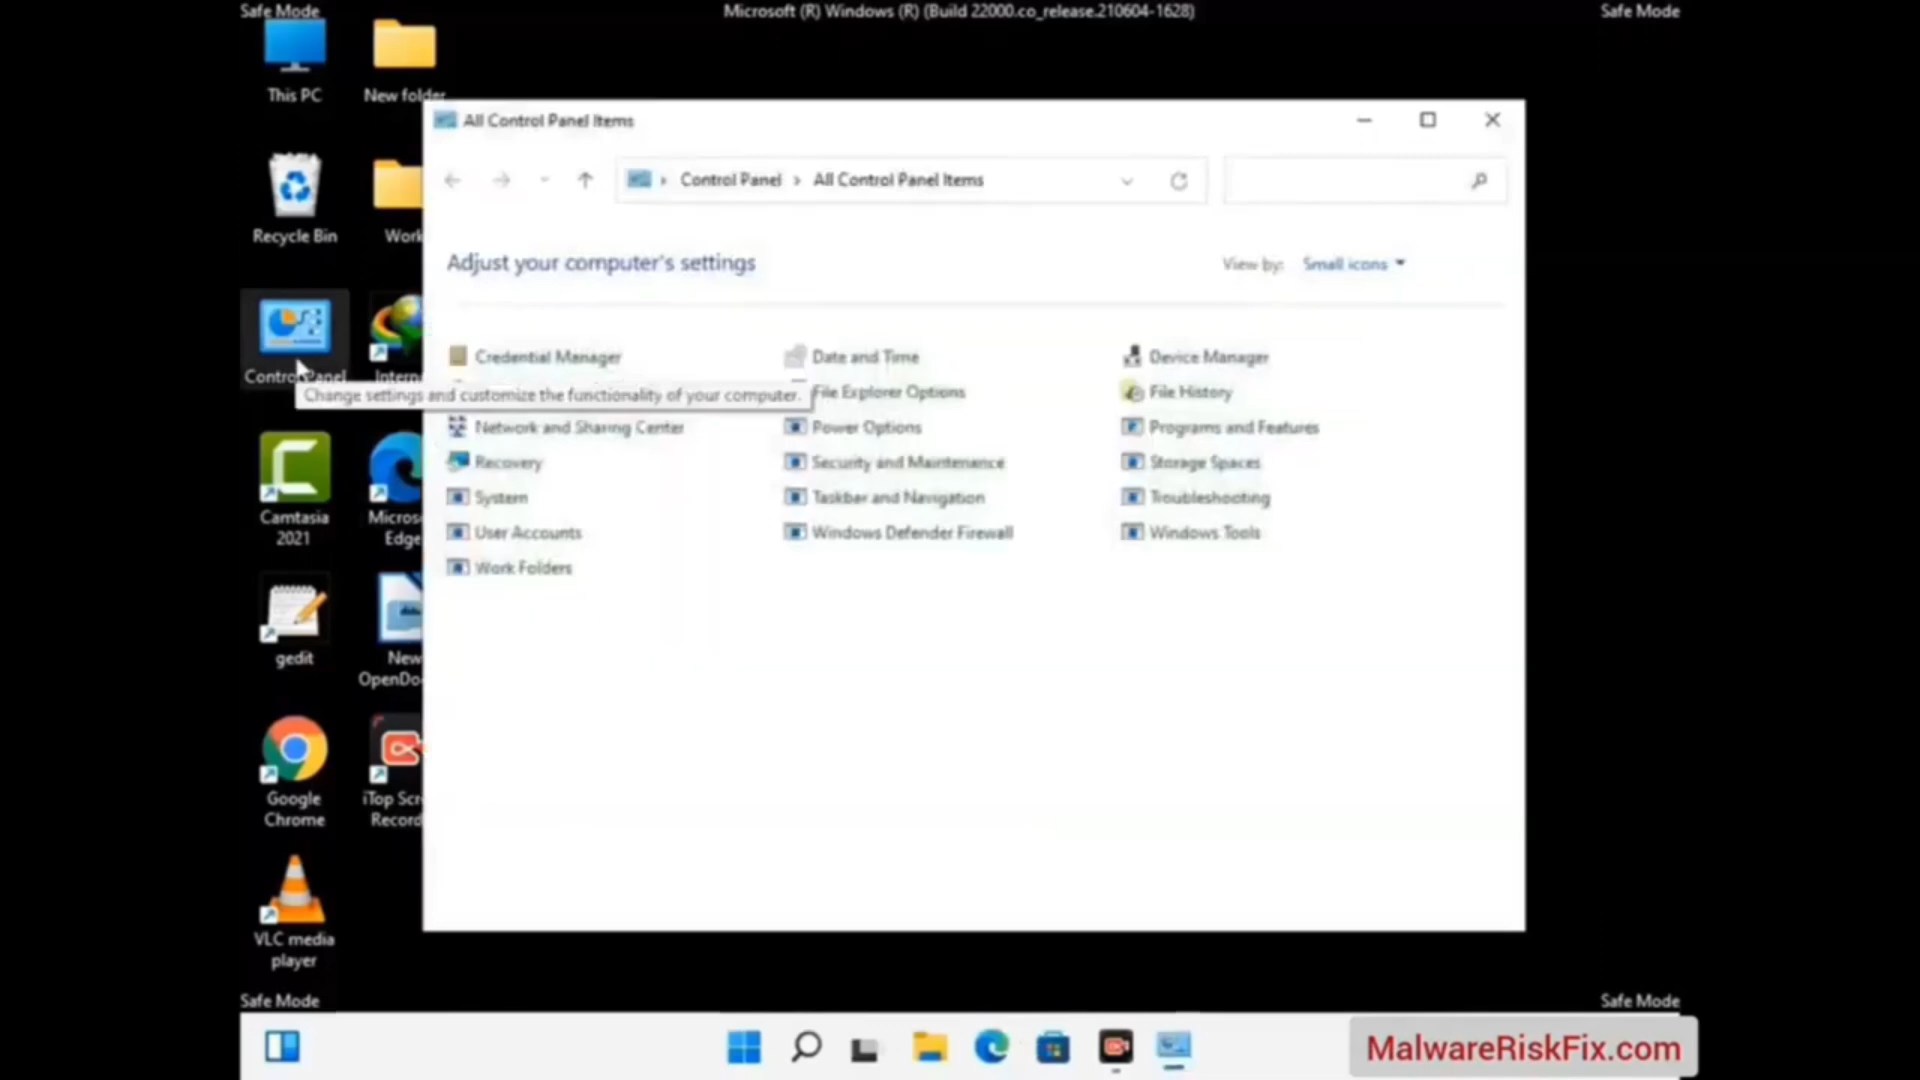 Safe Mode
Microsoft (R) Windows (R) (Build 22000.co_release.210604-1628)
Safe Mode
This PC
New folder
Recycle Bin
Work
Control Panel
Intern
Camtasia
2021
Micros
Edge
gedit
New
OpenDo
Google
Chrome
iTop Scr
Record
VLC media
player
All Control Panel Items
Control Panel > All Control Panel Items
Adjust your computer's settings
View by: Small icons
Credential Manager
Date and Time
Device Manager
Change settings and customize the functionality of your computer.
File Explorer Options
File History
Network and Sharing Center
Power Options
Programs and Features
Recovery
Security and Maintenance
Storage Spaces
System
Taskbar and Navigation
Troubleshooting
User Accounts
Windows Defender Firewall
Windows Tools
Work Folders
Safe Mode
Safe Mode
MalwareRiskFix.com